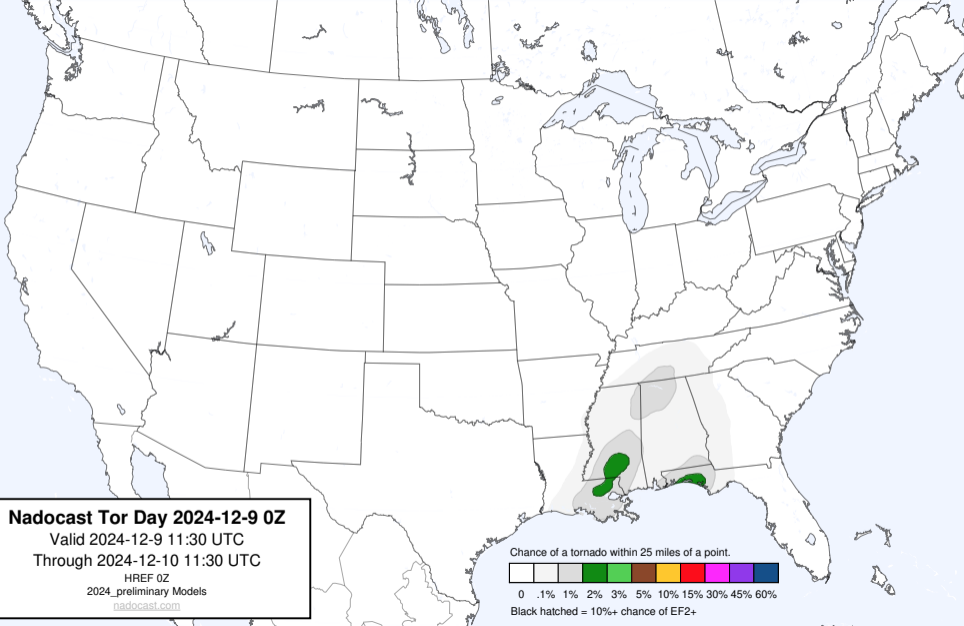 Nadocast Tor Day 2024-12-9 0Z
Valid 2024-12-9 11:30 UTC
Through 2024-12-10 11:30 UTC
HREF 0Z
2024_preliminary Models
nadocast.com
Chance of a tornado within 25 miles of a point.
0 .1% 1% 2% 3% 5% 10% 15% 30% 45% 60%
Black hatched = 10%+ chance of EF2+